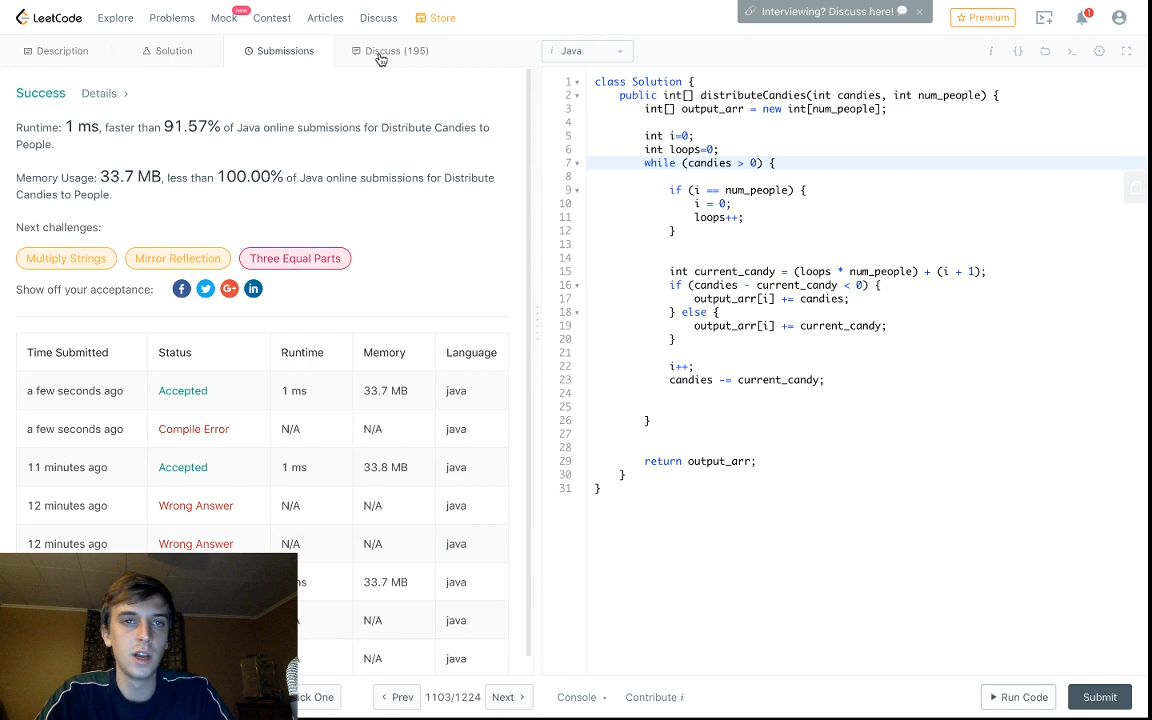 LeetCode Explore Problems Mock new Contest Articles Discuss Store
Interviewing? Discuss here! 💬 ×
Premium 1
Description Solution Submissions Discuss (195)
i Java
Success Details >
Runtime: 1 ms, faster than 91.57% of Java online submissions for Distribute Candies to
People.
Memory Usage: 33.7 MB, less than 100.00% of Java online submissions for Distribute
Candies to People.
Next challenges:
Multiply Strings Mirror Reflection Three Equal Parts
Show off your acceptance:
Time Submitted Status Runtime Memory Language
a few seconds ago Accepted 1 ms 33.7 MB java
a few seconds ago Compile Error N/A N/A java
11 minutes ago Accepted 1 ms 33.8 MB java
12 minutes ago Wrong Answer N/A N/A java
12 minutes ago Wrong Answer N/A N/A java
ms 33.7 MB java
N/A java
N/A java
ick One < Prev 1103/1224 Next >
1 class Solution {
2 public int[] distributeCandies(int candies, int num_people) {
3 int[] output_arr = new int[num_people];
4
5 int i=0;
6 int loops=0;
7 while (candies > 0) {
8
9 if (i == num_people) {
10 i = 0;
11 loops++;
12 }
13
14
15 int current_candy = (loops * num_people) + (i + 1);
16 if (candies - current_candy < 0) {
17 output_arr[i] += candies;
18 } else {
19 output_arr[i] += current_candy;
20 }
21
22 i++;
23 candies -= current_candy;
24
25
26 }
27
28
29 return output_arr;
30 }
31 }
Console Contribute i Run Code Submit